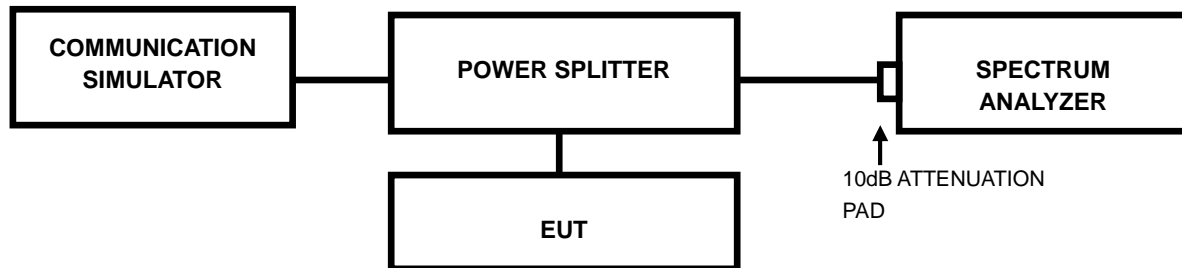 COMMUNICATION
SIMULATOR
POWER SPLITTER
SPECTRUM
ANALYZER
10dB ATTENUATION
PAD
EUT